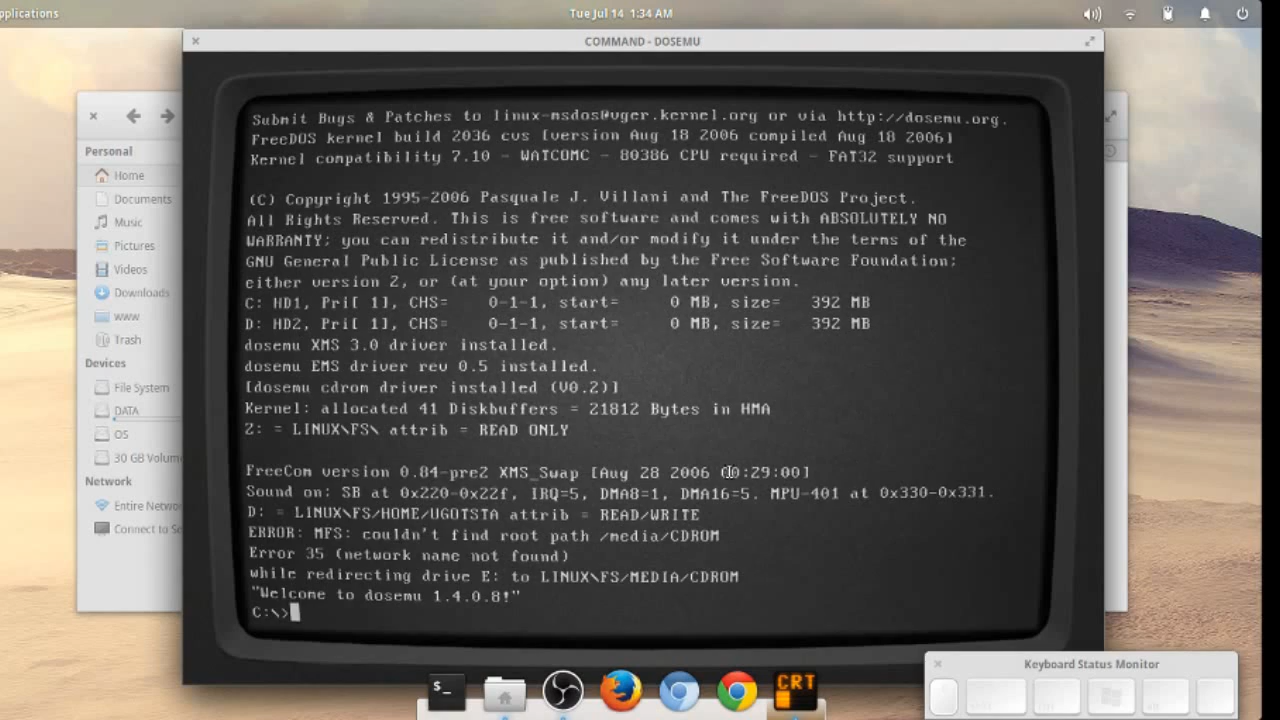 pplications
Tue Jul 14 1:34 AM
COMMAND - DOSEMU
Submit Bugs & Patches to linux-msdos@vger.kernel.org or via http://dosemu.org.
FreeDOS kernel build 2036 cvs [version Aug 18 2006 compiled Aug 18 2006]
Kernel compatibility 7.10 - WATCOMC - 80386 CPU required - FAT32 support
(C) Copyright 1995-2006 Pasquale J. Villani and The FreeDOS Project.
All Rights Reserved. This is free software and comes with ABSOLUTELY NO
WARRANTY; you can redistribute it and/or modify it under the terms of the
GNU General Public License as published by the Free Software Foundation;
either version 2, or (at your option) any later version.
C: HD1, Pri[ 1], CHS= 0-1-1, start= 0 MB, size= 392 MB
D: HD2, Pri[ 1], CHS= 0-1-1, start= 0 MB, size= 392 MB
dosemu XMS 3.0 driver installed.
dosemu EMS driver rev 0.5 installed.
[dosemu cdrom driver installed (V0.2)]
Kernel: allocated 41 Diskbuffers = 21812 Bytes in HMA
Z: = LINUX\FS\ attrib = READ ONLY
FreeCom version 0.84-pre2 XMS_Swap [Aug 28 2006 00:29:00]
Sound on: SB at 0x220-0x22f, IRQ=5, DMA8=1, DMA16=5. MPU-401 at 0x330-0x331.
D: = LINUX\FS/HOME/UGOTSTA attrib = READ/WRITE
ERROR: MFS: couldn't find root path /media/CDROM
Error 35 (network name not found)
while redirecting drive E: to LINUX\FS/MEDIA/CDROM
"Welcome to dosemu 1.4.0.8!"
C:\>
Personal
Home
Documents
Music
Pictures
Videos
Downloads
www
Trash
Devices
File System
DATA
OS
30 GB Volum
Network
Entire Netwo
Connect to Se
$_
CRT
Keyboard Status Monitor